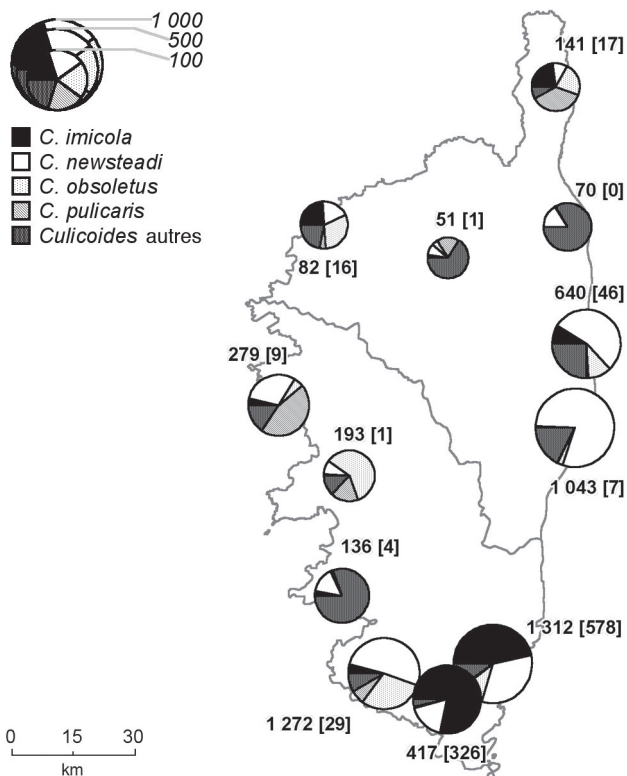 1 000
500
100
C. imicola
C. newsteadi
C. obsoletus
C. pulicaris
Culicoides autres
141 [17]
70 [0]
51 [1]
82 [16]
640 [46]
279 [9]
193 [1]
1 043 [7]
136 [4]
1 312 [578]
1 272 [29]
417 [326]
0 15 30
km